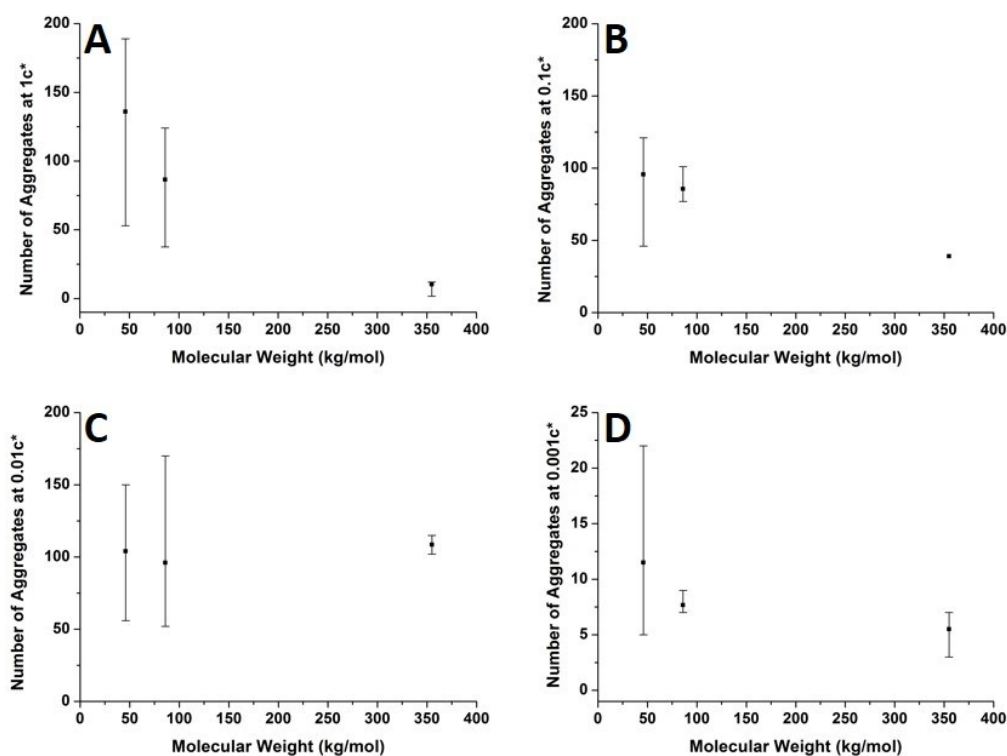 A
Number of Aggregates at 1c*
200
150
100
50
0
0 50 100 150 200 250 300 350 400
Molecular Weight (kg/mol)
B
Number of Aggregates at 0.1c*
200
150
100
50
0
0 50 100 150 200 250 300 350 400
Molecular Weight (kg/mol)
C
Number of Aggregates at 0.01c*
200
150
100
50
0
0 50 100 150 200 250 300 350 400
Molecular Weight (kg/mol)
D
Number of Aggregates at 0.001c*
25
20
15
10
5
0
0 50 100 150 200 250 300 350 400
Molecular Weight (kg/mol)